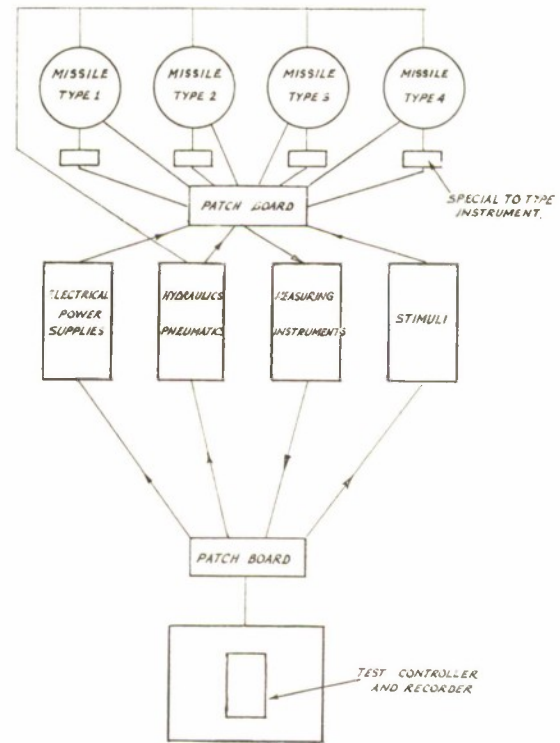 MISSILE
TYPE 1
MISSILE
TYPE 2
MISSILE
TYPE 3
MISSILE
TYPE 4
SPECIAL TO TYPE
INSTRUMENT.
PATCH BOARD
ELECTRICAL
POWER
SUPPLIES
HYDRAULICS
PNEUMATICS
MEASURING
INSTRUMENTS
STIMULI
PATCH BOARD
TEST CONTROLLER
AND RECORDER